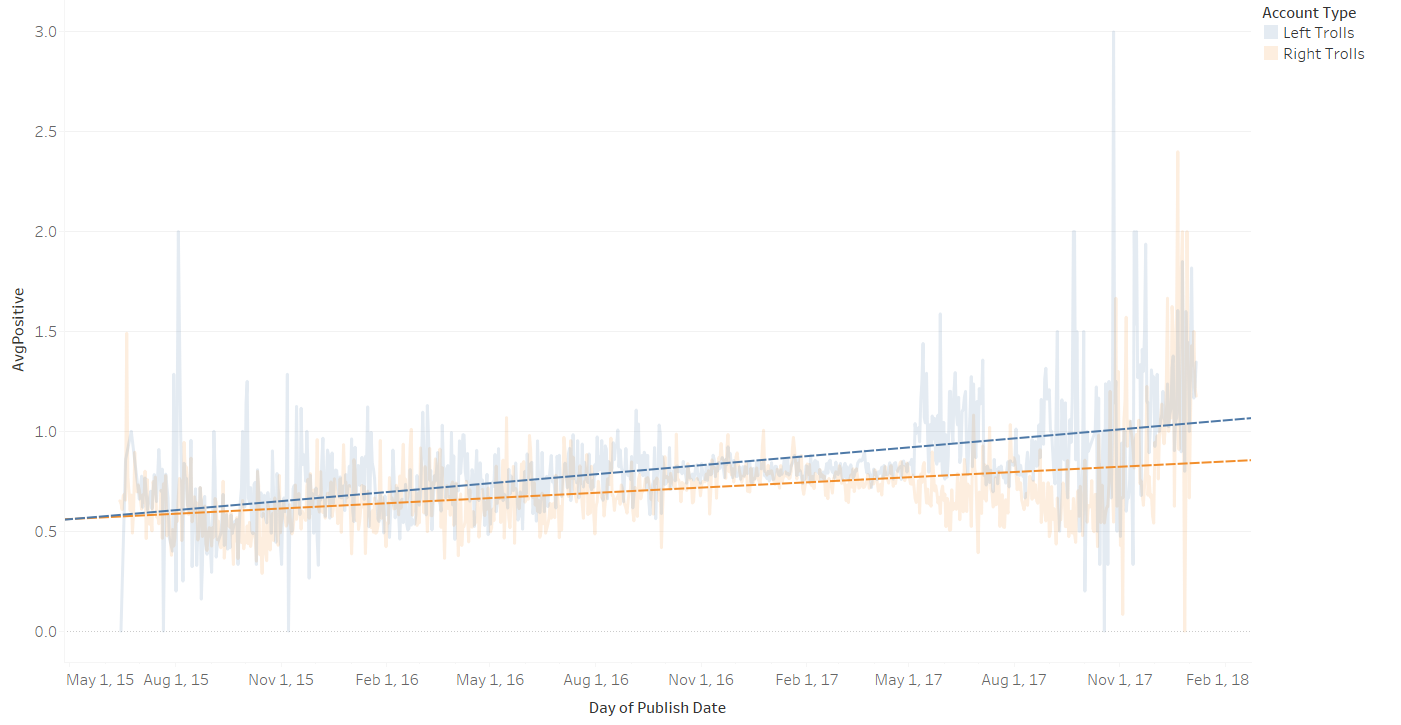 Account Type
Left Trolls
Right Trolls
3.0
2.5
2.0
1.5
1.0
0.5
0.0
AvgPositive
May 1, 15 Aug 1, 15 Nov 1, 15 Feb 1, 16 May 1, 16 Aug 1, 16 Nov 1, 16 Feb 1, 17 May 1, 17 Aug 1, 17 Nov 1, 17 Feb 1, 18
Day of Publish Date